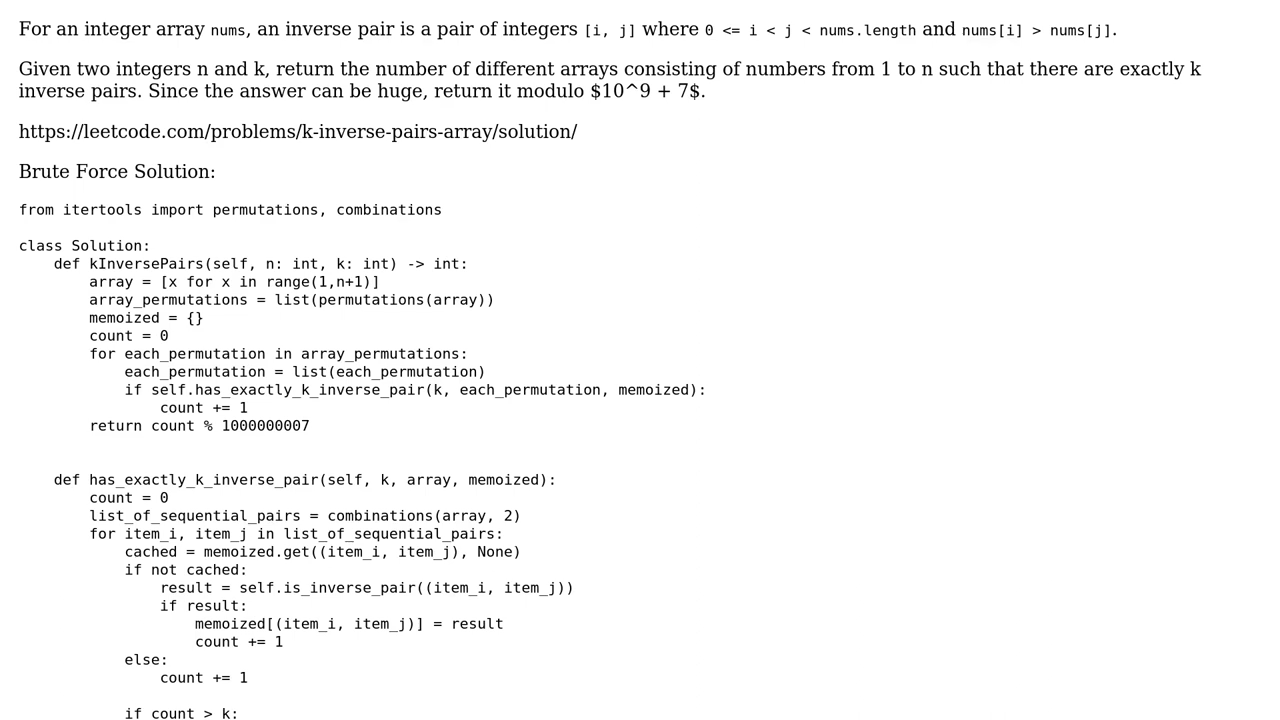 For an integer array nums, an inverse pair is a pair of integers [i, j] where 0 <= i < j < nums.length and nums[i] > nums[j].
Given two integers n and k, return the number of different arrays consisting of numbers from 1 to n such that there are exactly k
inverse pairs. Since the answer can be huge, return it modulo $10^9 + 7$.
https://leetcode.com/problems/k-inverse-pairs-array/solution/
Brute Force Solution:
from itertools import permutations, combinations
class Solution:
    def kInversePairs(self, n: int, k: int) -> int:
        array = [x for x in range(1,n+1)]
        array_permutations = list(permutations(array))
        memoized = {}
        count = 0
        for each_permutation in array_permutations:
            each_permutation = list(each_permutation)
            if self.has_exactly_k_inverse_pair(k, each_permutation, memoized):
                count += 1
        return count % 1000000007
    def has_exactly_k_inverse_pair(self, k, array, memoized):
        count = 0
        list_of_sequential_pairs = combinations(array, 2)
        for item_i, item_j in list_of_sequential_pairs:
            cached = memoized.get((item_i, item_j), None)
            if not cached:
                result = self.is_inverse_pair((item_i, item_j))
                if result:
                    memoized[(item_i, item_j)] = result
                    count += 1
            else:
                count += 1
            if count > k: